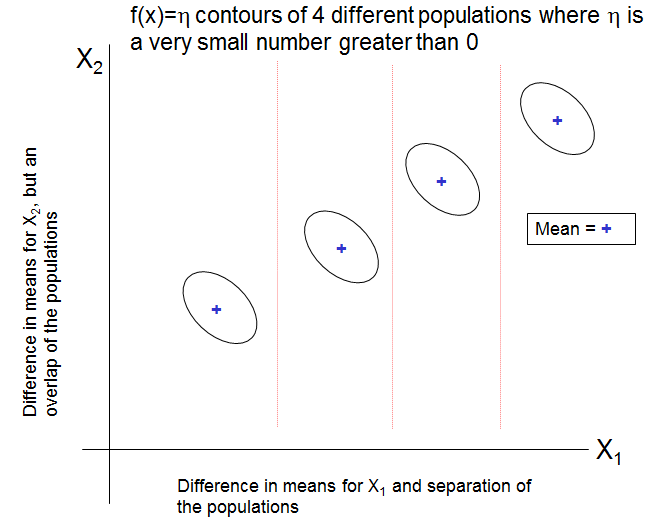 f(x)=η contours of 4 different populations where η is
a very small number greater than 0
X₂
Difference in means for X₂, but an
overlap of the populations
Mean = +
X₁
Difference in means for X₁ and separation of
the populations